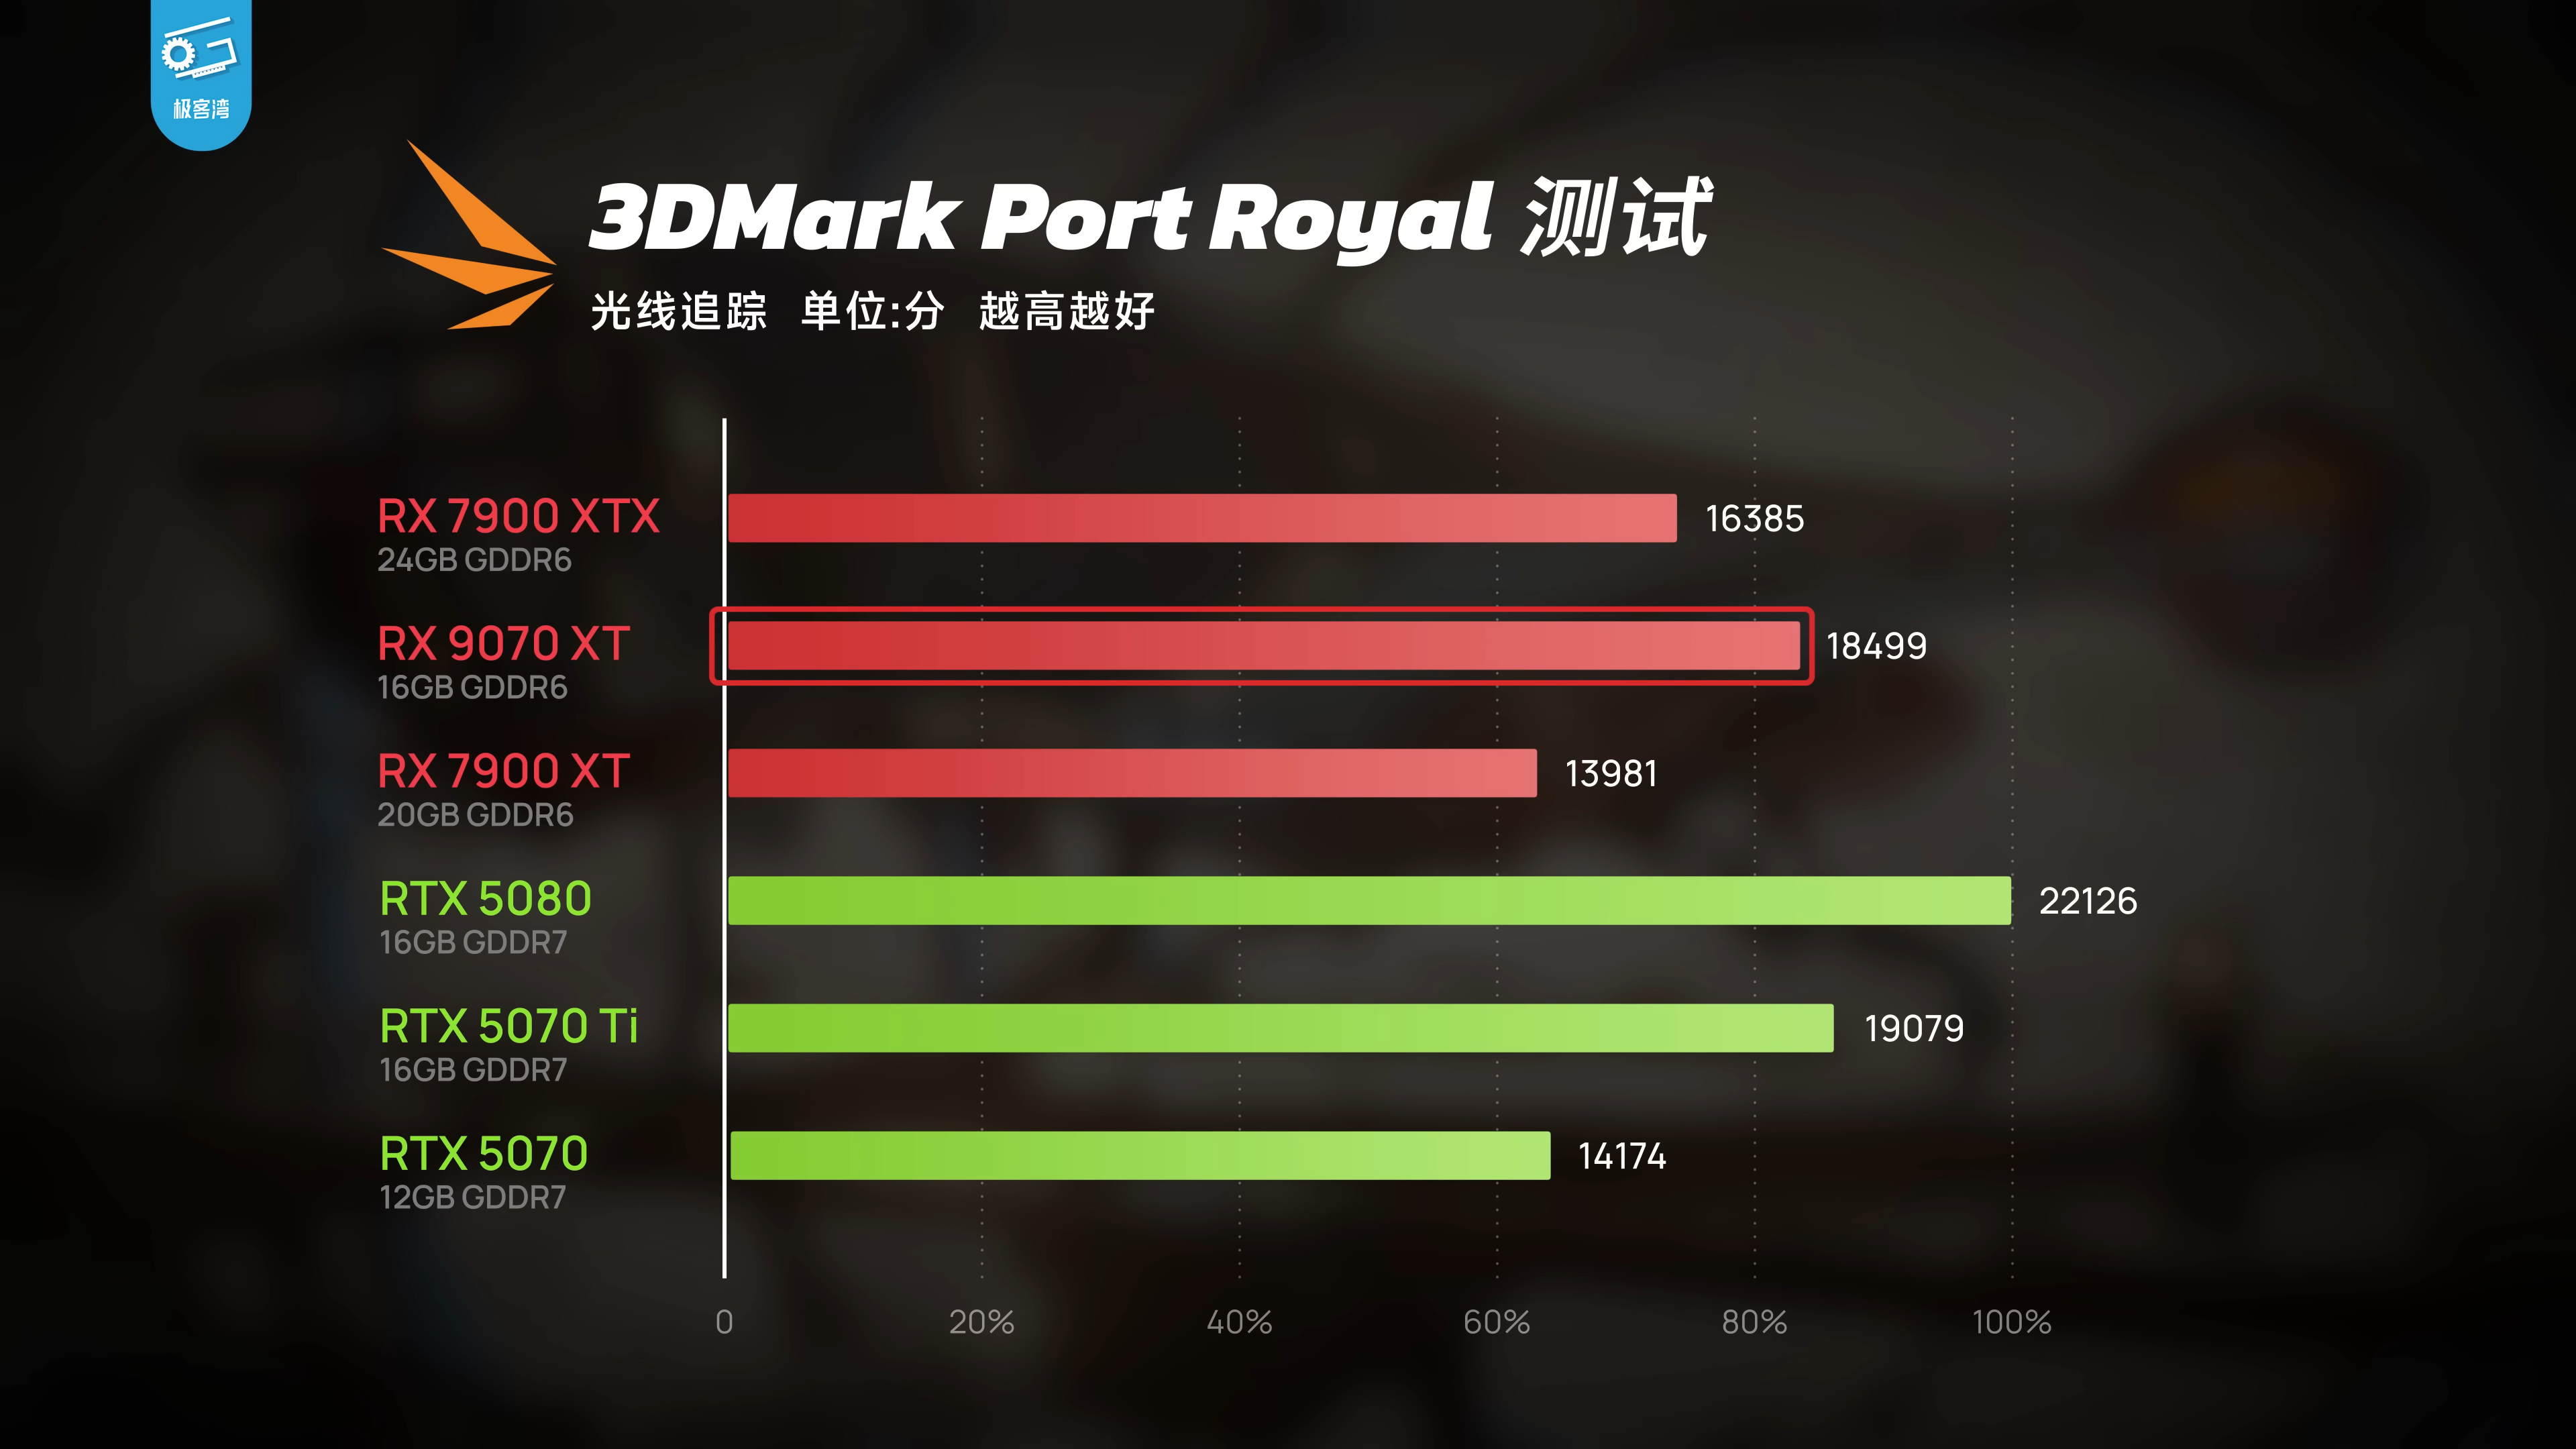 极客湾
3DMark Port Royal 测试
光线追踪 单位:分 越高越好
RX 7900 XTX
24GB GDDR6
16385
RX 9070 XT
16GB GDDR6
18499
RX 7900 XT
20GB GDDR6
13981
RTX 5080
16GB GDDR7
22126
RTX 5070 Ti
16GB GDDR7
19079
RTX 5070
12GB GDDR7
14174
0 20% 40% 60% 80% 100%